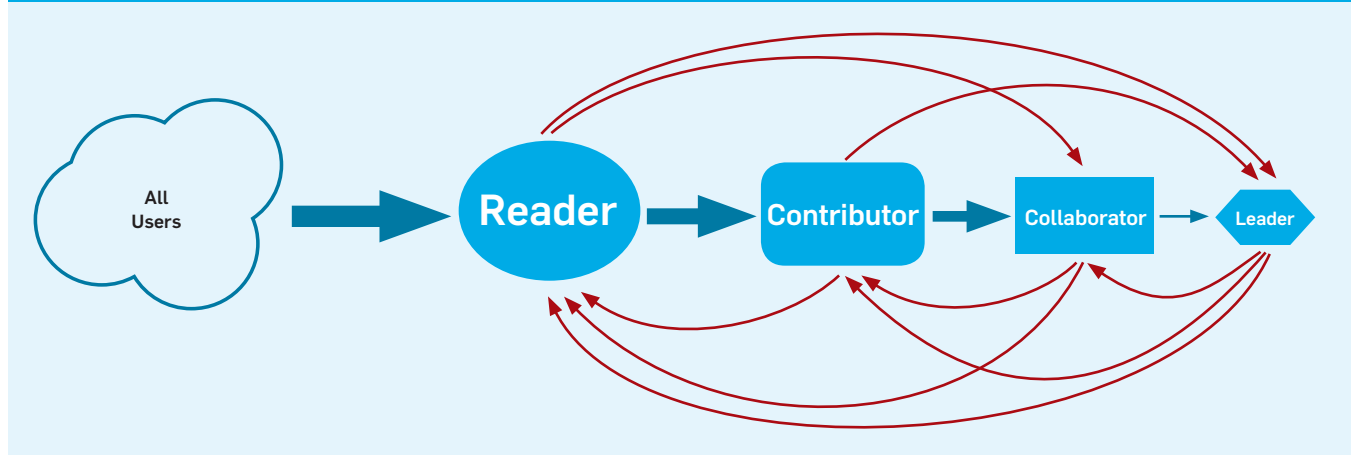 All
Users
Reader
Contributor
Collaborator
Leader